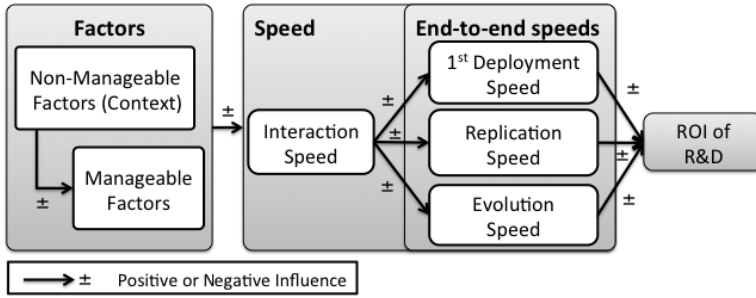 Factors
Non-Manageable
Factors (Context)
±
Manageable
Factors
±
Speed
Interaction
Speed
±
±
±
End-to-end speeds
1st Deployment
Speed
Replication
Speed
Evolution
Speed
±
±
±
ROI of
R&D
± Positive or Negative Influence